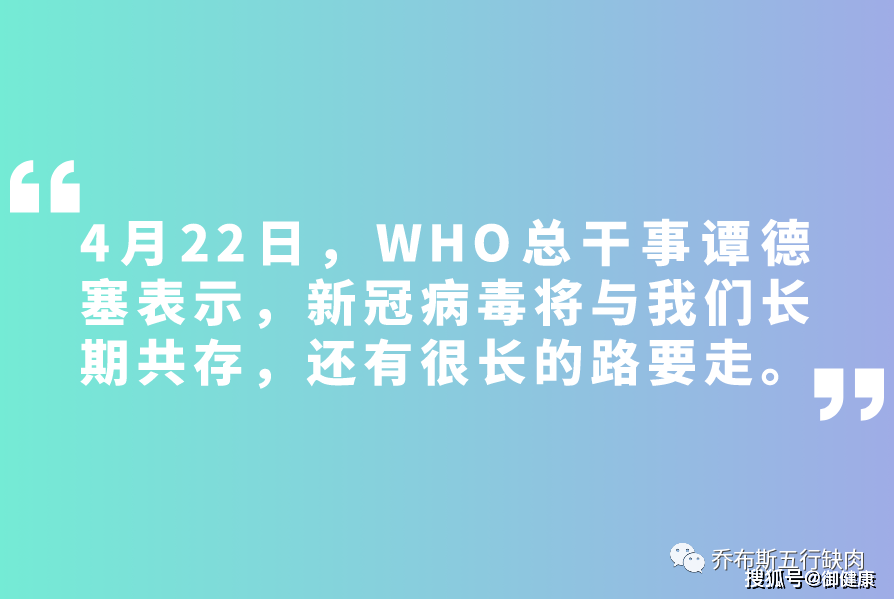 “
4月22日，WHO总干事谭德
塞表示，新冠病毒将与我们长
期共存，还有很长的路要走。
”
乔布斯五行缺肉
搜狐号@御健康